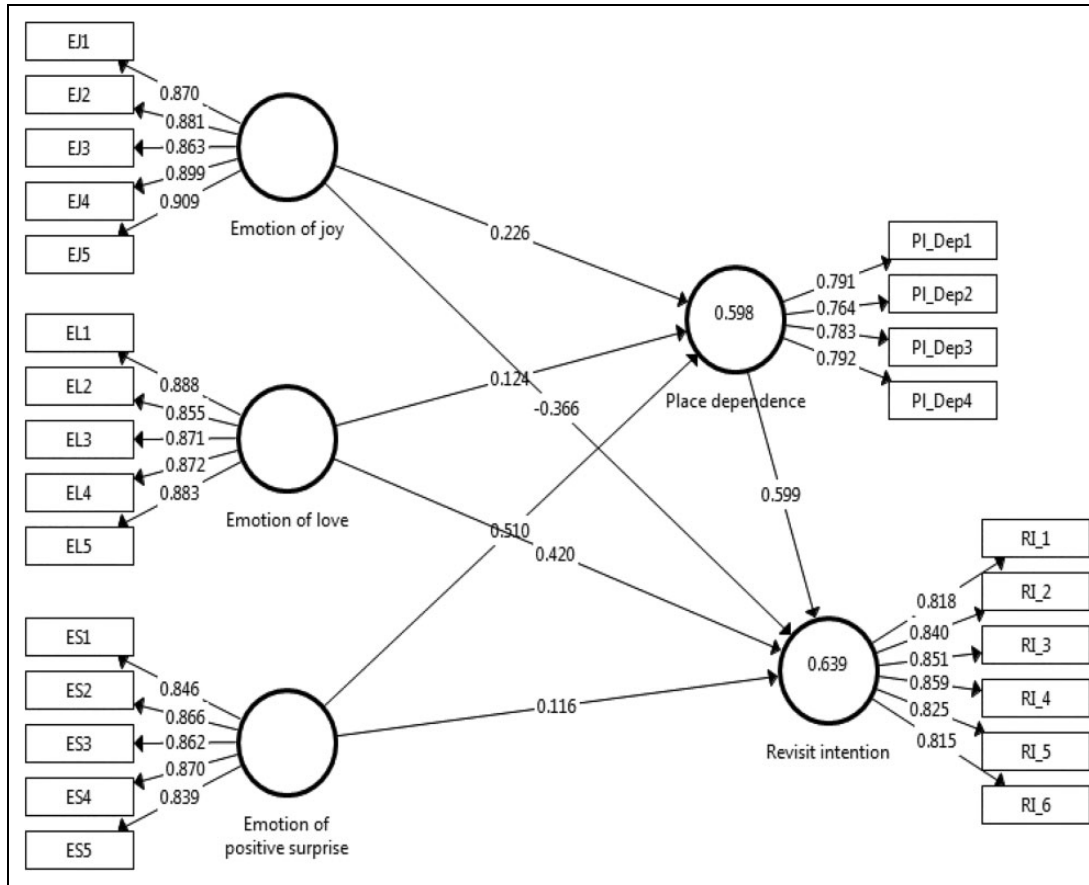 EJ1
0.870
EJ2
0.881
EJ3
0.863
EJ4
0.899
EJ5
0.909
Emotion of joy
EL1
0.888
EL2
0.855
EL3
0.871
EL4
0.872
EL5
0.883
Emotion of love
ES1
0.846
ES2
0.866
ES3
0.862
ES4
0.870
ES5
0.839
Emotion of
positive surprise
0.226
0.124
-0.366
0.510
0.420
0.116
0.598
Place dependence
0.791
PI_Dep1
0.764
PI_Dep2
0.783
PI_Dep3
0.792
PI_Dep4
0.599
0.639
Revisit intention
0.818
RI_1
0.840
RI_2
0.851
RI_3
0.859
RI_4
0.825
RI_5
0.815
RI_6